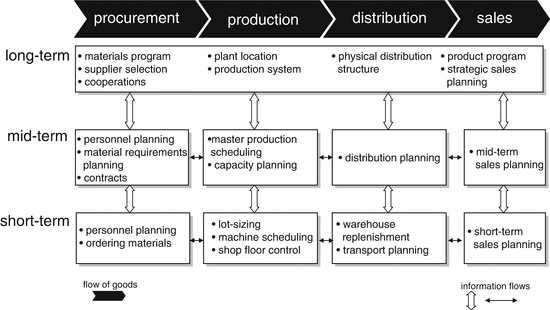 procurement production distribution sales
long-term
• materials program
• supplier selection
• cooperations
• plant location
• production system
• physical distribution
structure
• product program
• strategic sales
planning
mid-term
• personnel planning
• material requirements
planning
• contracts
• master production
scheduling
• capacity planning
• distribution planning
• mid-term
sales planning
short-term
• personnel planning
• ordering materials
• lot-sizing
• machine scheduling
• shop floor control
• warehouse
replenishment
• transport planning
• short-term
sales planning
flow of goods
information flows